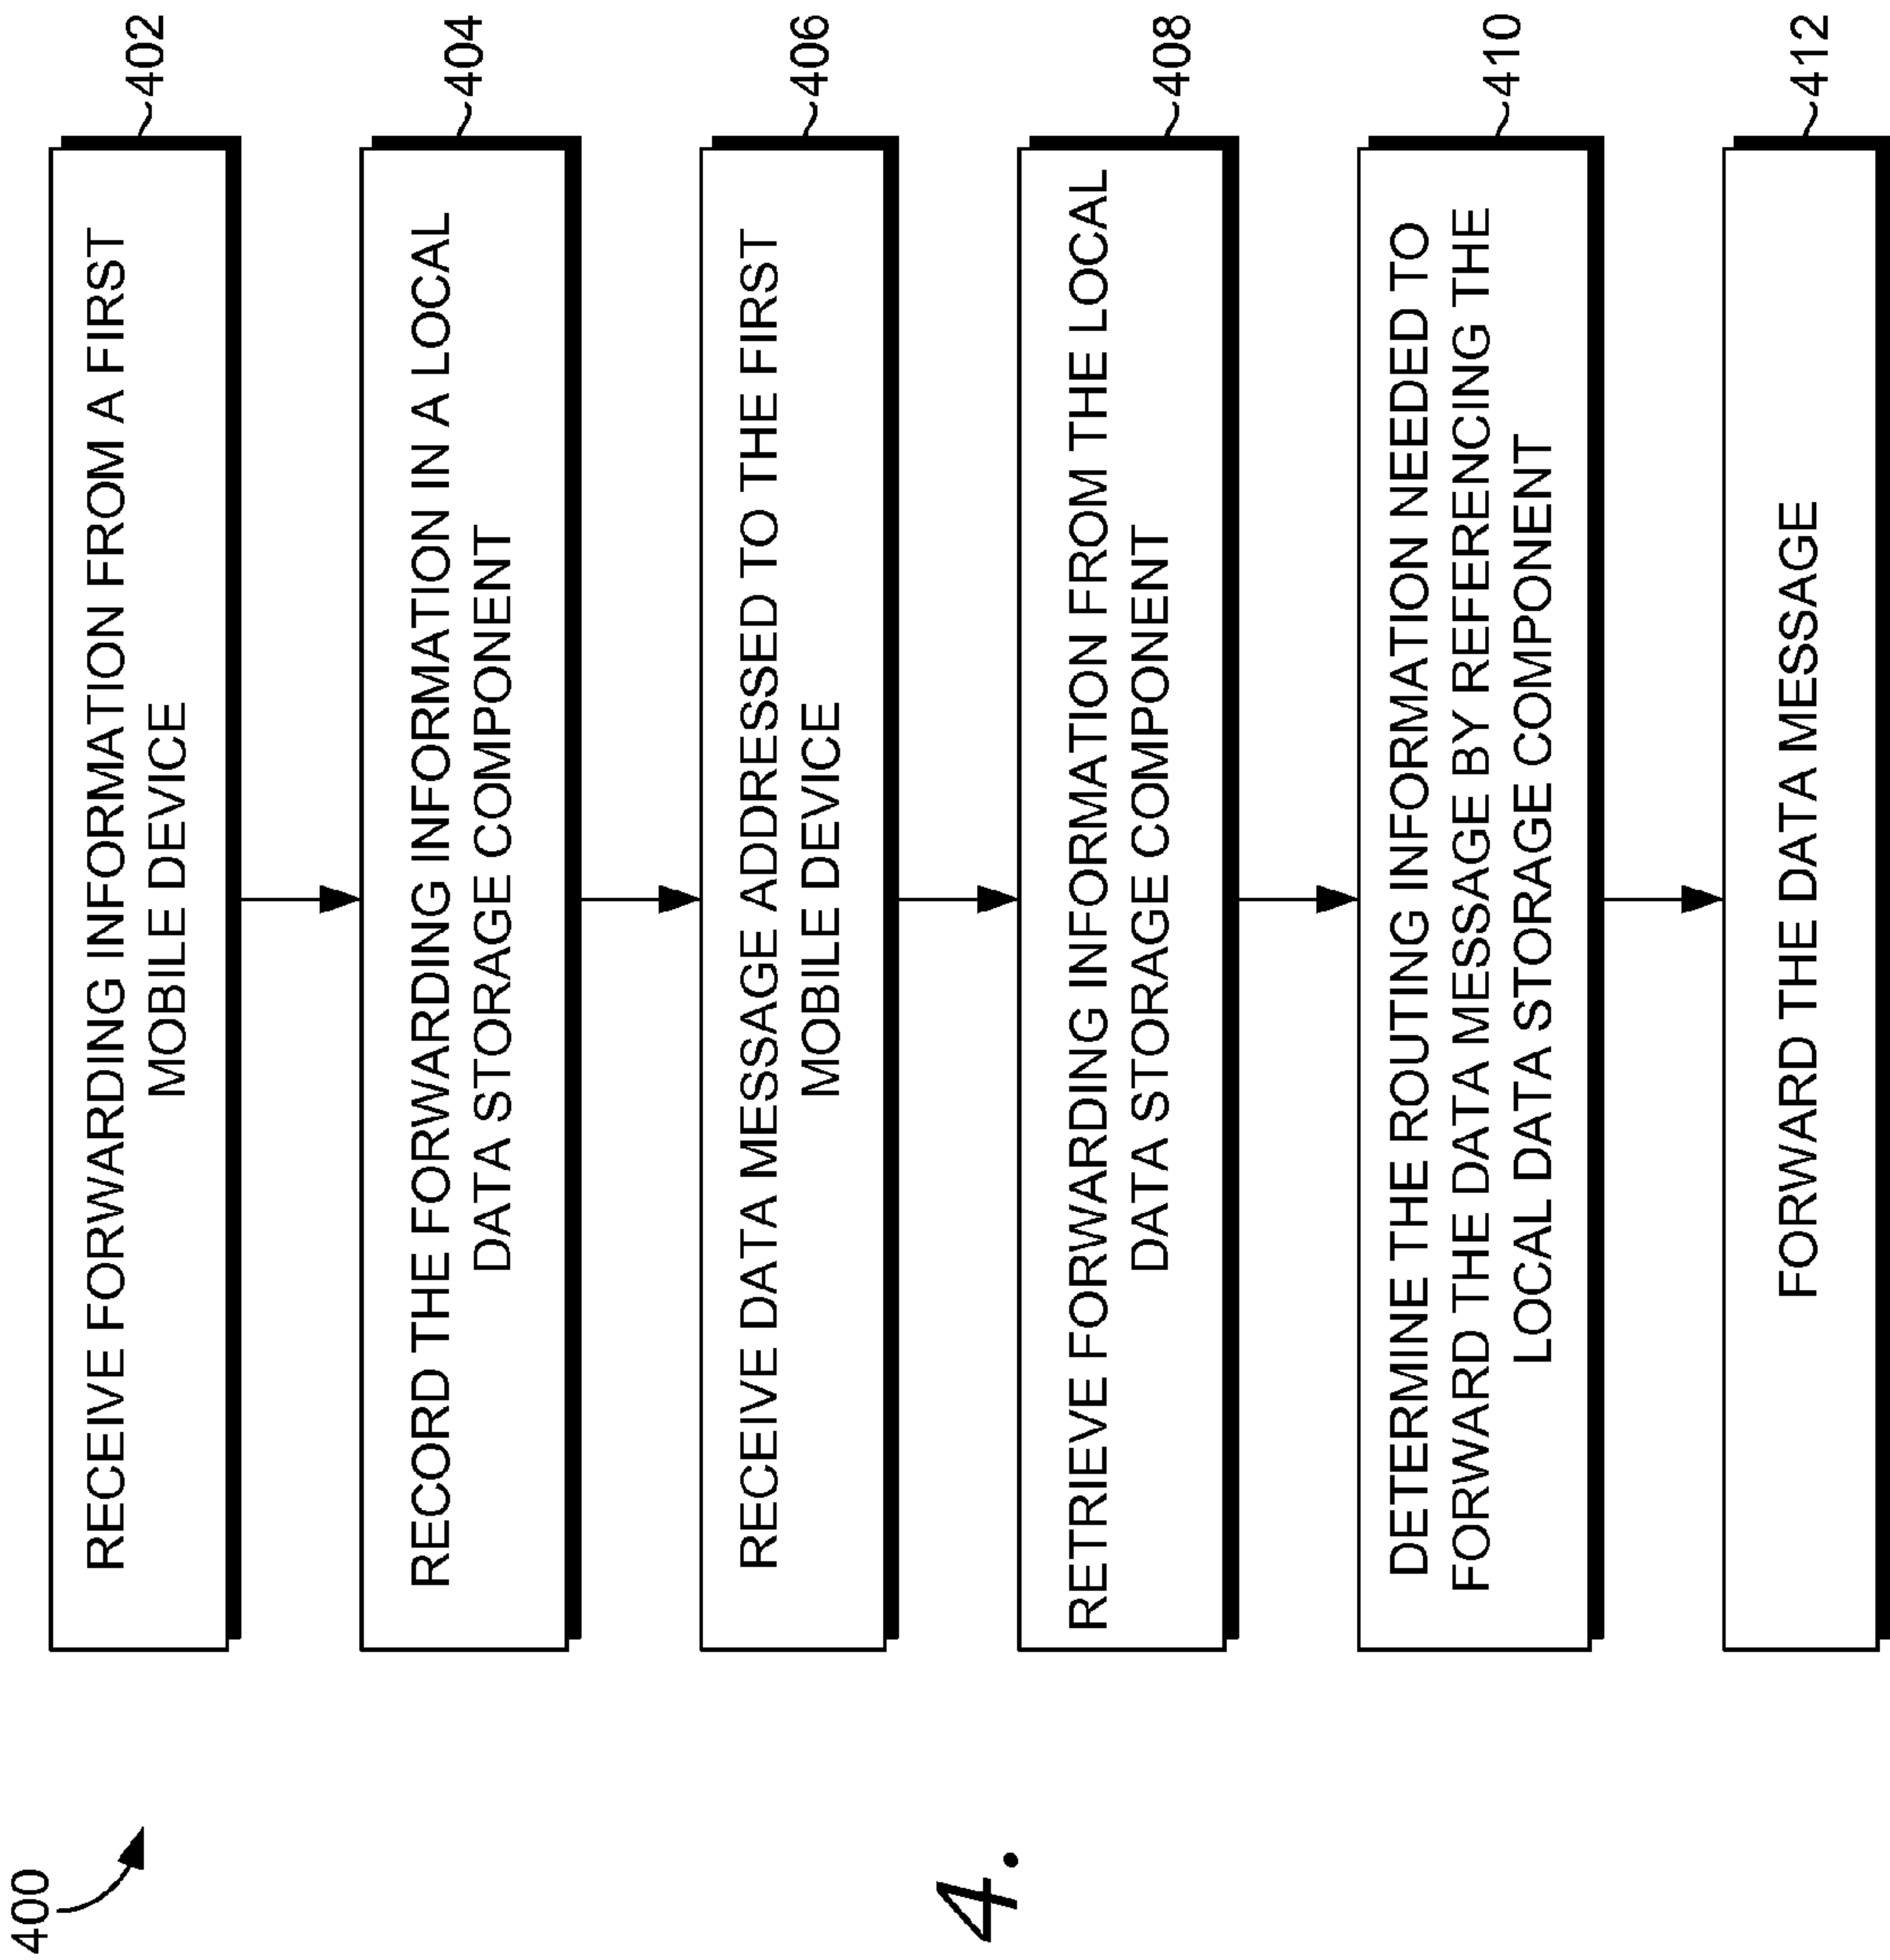 400
RECEIVE FORWARDING INFORMATION FROM A FIRST
MOBILE DEVICE
402
RECORD THE FORWARDING INFORMATION IN A LOCAL
DATA STORAGE COMPONENT
404
RECEIVE DATA MESSAGE ADDRESSED TO THE FIRST
MOBILE DEVICE
406
RETRIEVE FORWARDING INFORMATION FROM THE LOCAL
DATA STORAGE COMPONENT
408
DETERMINE THE ROUTING INFORMATION NEEDED TO
FORWARD THE DATA MESSAGE BY REFERENCING THE
LOCAL DATA STORAGE COMPONENT
410
FORWARD THE DATA MESSAGE
412
4.